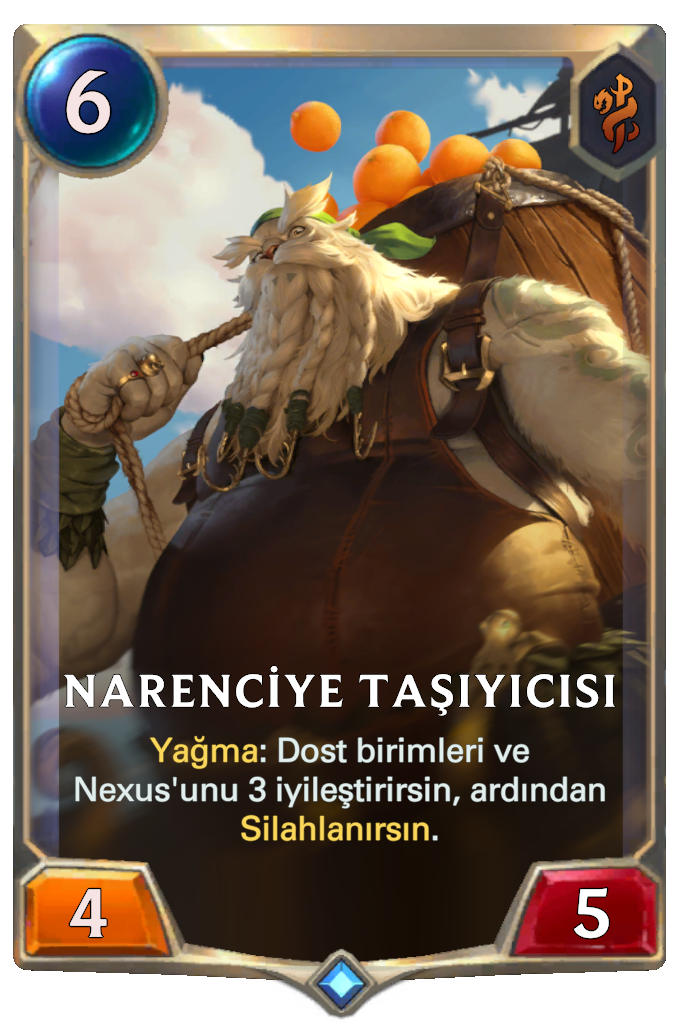 6
NARENCİYE TAŞIYICISI
Yağma: Dost birimleri ve
Nexus'unu 3 iyileştirirsin, ardından
Silahlanırsın.
4
5